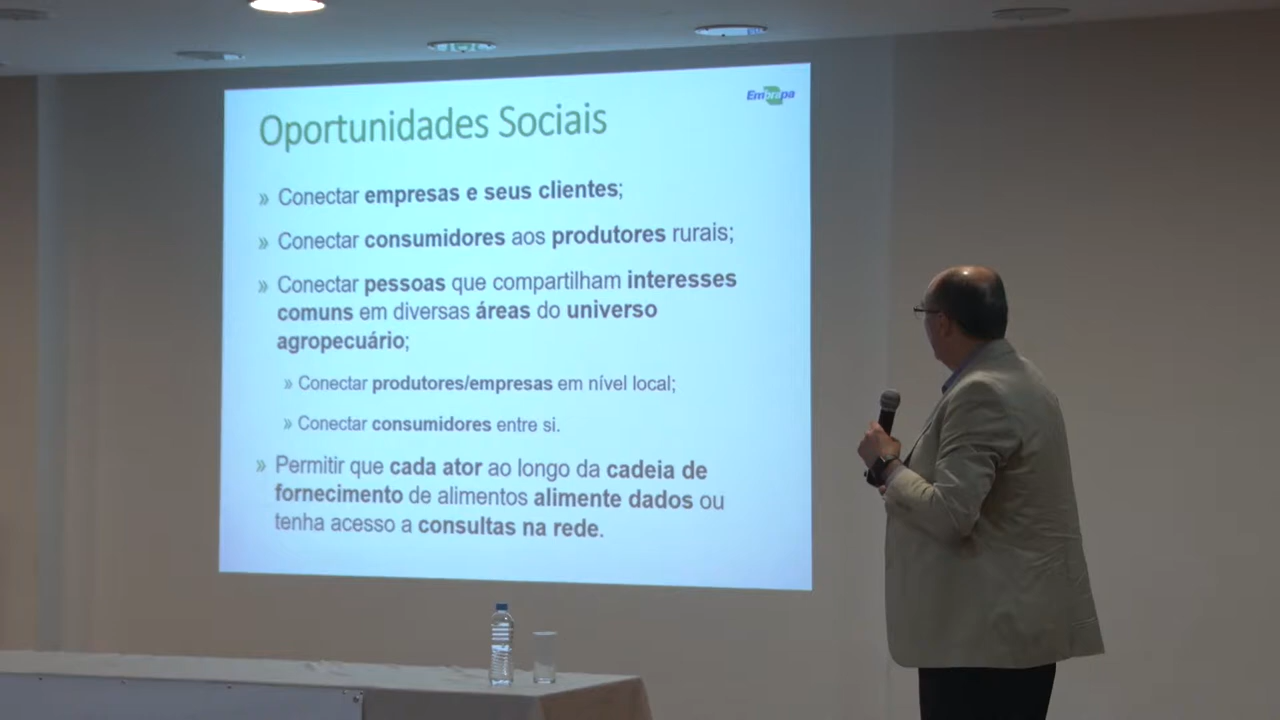 Embrapa
Oportunidades Sociais
» Conectar empresas e seus clientes;
» Conectar consumidores aos produtores rurais;
» Conectar pessoas que compartilham interesses
comuns em diversas áreas do universo
agropecuário;
» Conectar produtores/empresas em nível local;
» Conectar consumidores entre si.
» Permitir que cada ator ao longo da cadeia de
fornecimento de alimentos alimente dados ou
tenha acesso a consultas na rede.